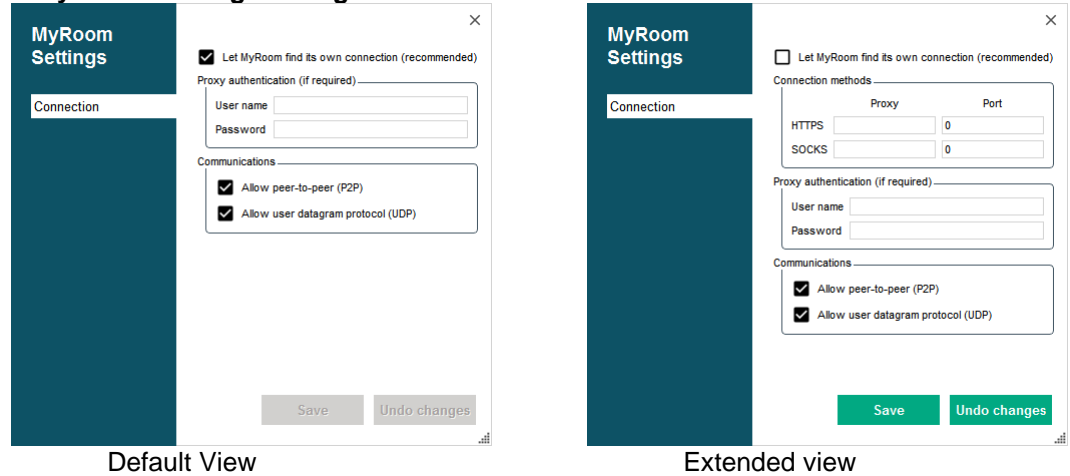 MyRoom
Settings
Connection
Let MyRoom find its own connection (recommended)
Proxy authentication (if required)
User name
Password
Communications
Allow peer-to-peer (P2P)
Allow user datagram protocol (UDP)
Save
Undo changes
Default View
MyRoom
Settings
Connection
Let MyRoom find its own connection (recommended)
Connection methods
Proxy
Port
HTTPS
0
SOCKS
0
Proxy authentication (if required)
User name
Password
Communications
Allow peer-to-peer (P2P)
Allow user datagram protocol (UDP)
Save
Undo changes
Extended view